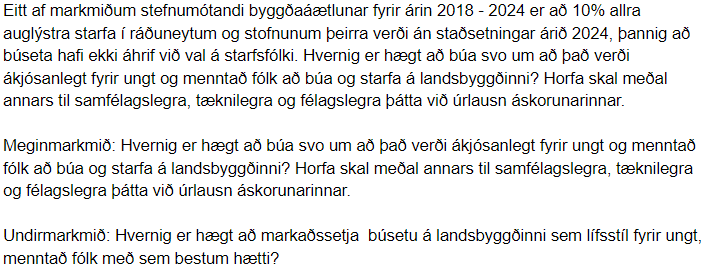 Eitt af markmiðum stefnumótandi byggðaáætlunar fyrir árin 2018 - 2024 er að 10% allra
auglýstra starfa í ráðuneytum og stofnunum þeirra verði án staðsetningar árið 2024, þannig að
búseta hafi ekki áhrif við val á starfsfólki. Hvernig er hægt að búa svo um að það verði
ákjósanlegt fyrir ungt og menntað fólk að búa og starfa á landsbyggðinni? Horfa skal meðal
annars til samfélagslegra, tæknilegra og félagslegra þátta við úrlausn áskorunarinnar.

Meginmarkmið: Hvernig er hægt að búa svo um að það verði ákjósanlegt fyrir ungt og menntað
fólk að búa og starfa á landsbyggðinni? Horfa skal meðal annars til samfélagslegra, tæknilegra
og félagslegra þátta við úrlausn áskorunarinnar.

Undirmarkmið: Hvernig er hægt að markaðssetja  búsetu á landsbyggðinni sem lífsstíl fyrir ungt,
menntað fólk með sem bestum hætti?